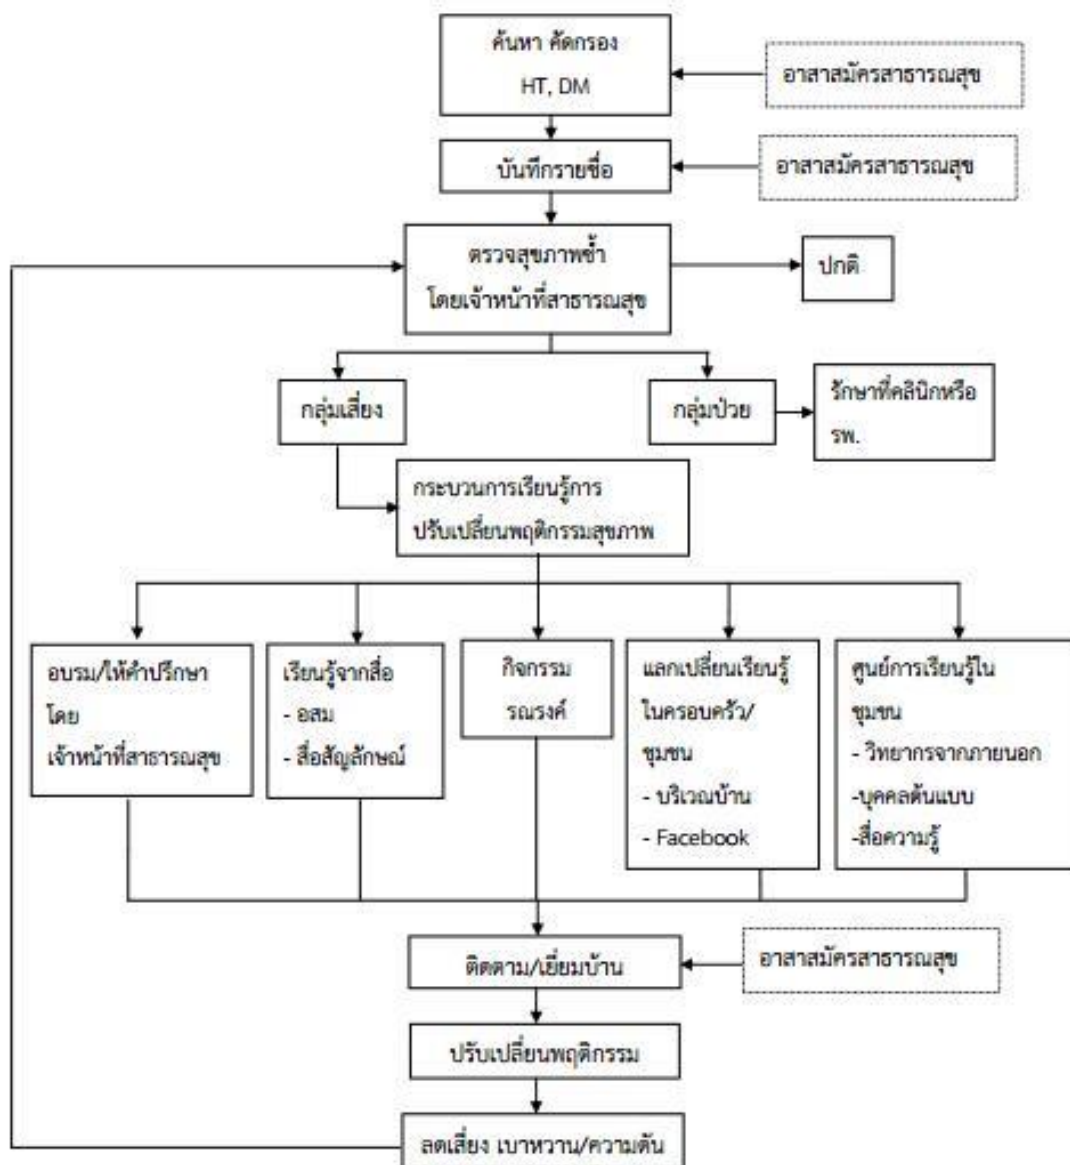 ค้นหา คัดกรอง
HT, DM
อาสาสมัครสาธารณสุข
บันทึกรายชื่อ
อาสาสมัครสาธารณสุข
ตรวจสุขภาพซ้ำ
โดยเจ้าหน้าที่สาธารณสุข
ปกติ
กลุ่มเสี่ยง
กลุ่มป่วย
รักษาที่คลินิกหรือ
รพ.
กระบวนการเรียนรู้การ
ปรับเปลี่ยนพฤติกรรมสุขภาพ
อบรม/ให้คำปรึกษา
โดย
เจ้าหน้าที่สาธารณสุข
เรียนรู้จากสื่อ
- อสม
- สื่อสัญลักษณ์
กิจกรรม
รณรงค์
แลกเปลี่ยนเรียนรู้
ในครอบครัว/
ชุมชน
- บริเวณบ้าน
- Facebook
ศูนย์การเรียนรู้ใน
ชุมชน
- วิทยากรจากภายนอก
-บุคคลต้นแบบ
-สื่อความรู้
ติดตาม/เยี่ยมบ้าน
อาสาสมัครสาธารณสุข
ปรับเปลี่ยนพฤติกรรม
ลดเสี่ยง เบาหวาน/ความดัน